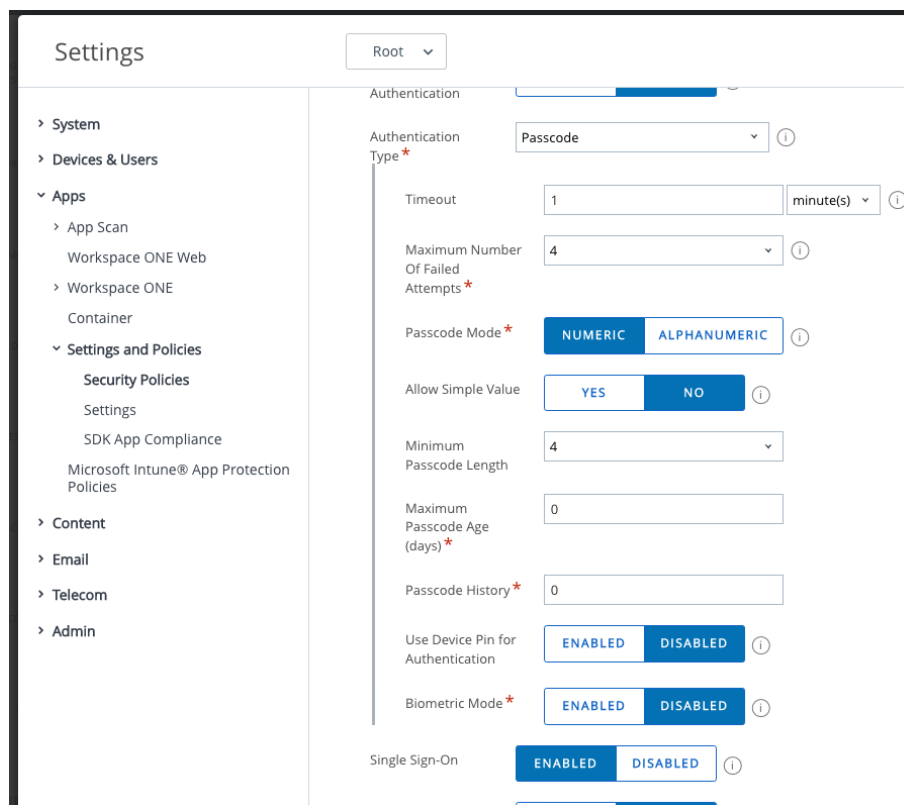 Settings
Root
System
Devices & Users
Apps
App Scan
Workspace ONE Web
Workspace ONE
Container
Settings and Policies
Security Policies
Settings
SDK App Compliance
Microsoft Intune® App Protection
Policies
Content
Email
Telecom
Admin
Authentication
Authentication
Type *
Passcode
Timeout
1
minute(s)
Maximum Number
Of Failed
Attempts *
4
Passcode Mode *
NUMERIC
ALPHANUMERIC
Allow Simple Value
YES
NO
Minimum
Passcode Length
4
Maximum
Passcode Age
(days) *
0
Passcode History *
0
Use Device Pin for
Authentication
ENABLED
DISABLED
Biometric Mode *
ENABLED
DISABLED
Single Sign-On
ENABLED
DISABLED